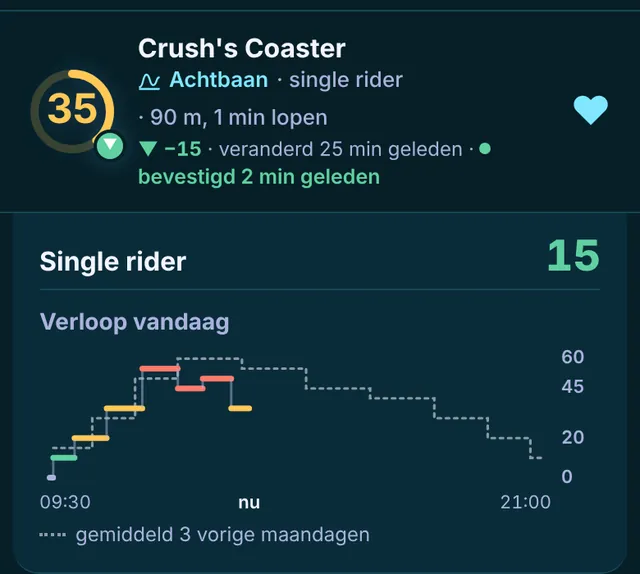 Crush's Coaster
35
Achtbaan · single rider
· 90 m, 1 min lopen
▼ −15 · veranderd 25 min geleden · ●
bevestigd 2 min geleden
Single rider 15
Verloop vandaag
60
45
20
0
09:30 nu 21:00
gemiddeld 3 vorige maandagen